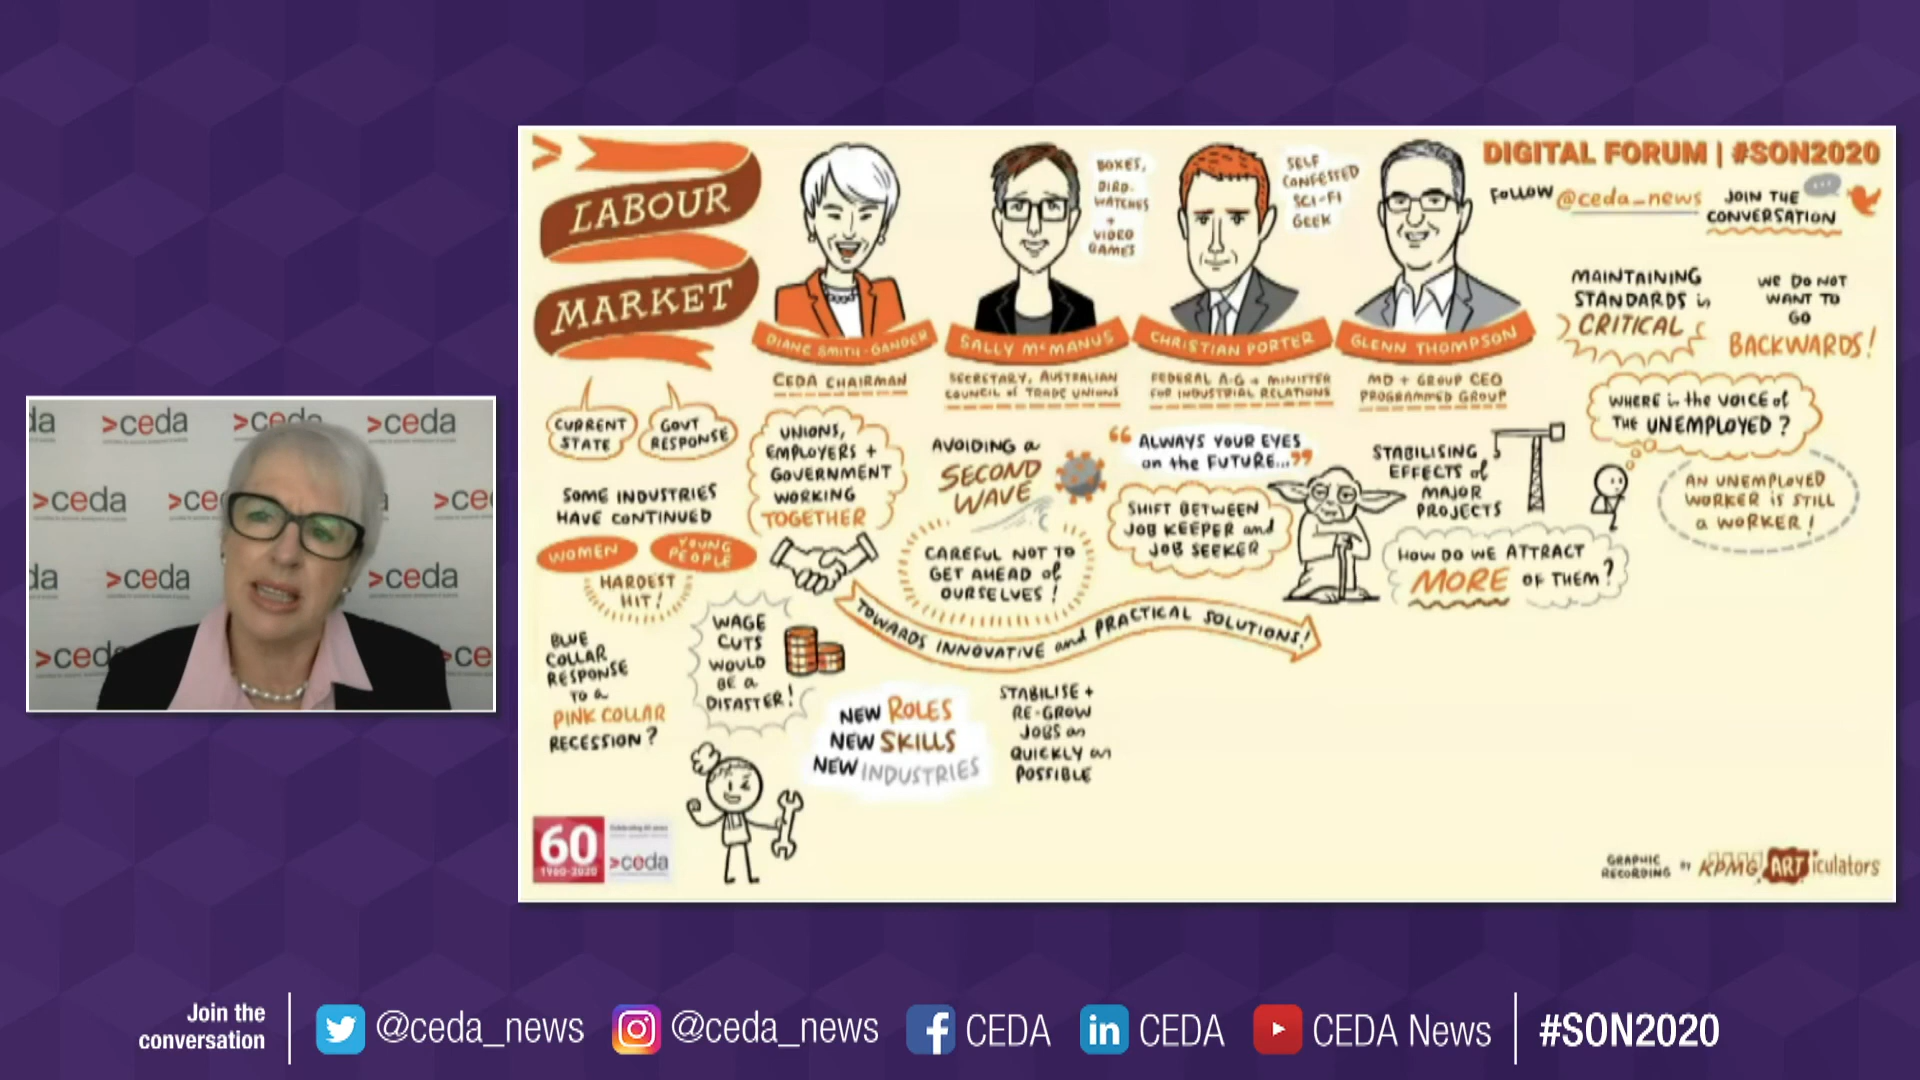 >ceda
>ceda
>ceda
>ceda
>ceda
>ceda
>
LABOUR
MARKET
DIANE SMITH-GANDER
CEDA CHAIRMAN
SALLY McMANUS
SECRETARY, AUSTRALIAN
COUNCIL of TRADE UNIONS
BOXES,
BIRD-
WATCHES
+
VIDEO
GAMES
CHRISTIAN PORTER
FEDERAL A-G + MINISTER
FOR INDUSTRIAL RELATIONS
SELF
CONFESSED
SCI-FI
GEEK
GLENN THOMPSON
MD + GROUP CEO
PROGRAMMED GROUP
DIGITAL FORUM | #SON2020
FOLLOW @ceda_news
JOIN THE
CONVERSATION
MAINTAINING
STANDARDS is
CRITICAL
WE DO NOT
WANT TO
GO
BACKWARDS!
CURRENT
STATE
GOVT
RESPONSE
SOME INDUSTRIES
HAVE CONTINUED
WOMEN
YOUNG
PEOPLE
HARDEST
HIT!
BLUE
COLLAR
RESPONSE
TO a
PINK COLLAR
RECESSION?
UNIONS,
EMPLOYERS +
GOVERNMENT
WORKING
TOGETHER
WAGE
CUTS
WOULD
BE a
DISASTER!
AVOIDING a
SECOND
WAVE
CAREFUL NOT TO
GET AHEAD of
OURSELVES!
TOWARDS INNOVATIVE and PRACTICAL SOLUTIONS!
NEW ROLES
NEW SKILLS
NEW INDUSTRIES
STABILISE +
RE-GROW
JOBS as
QUICKLY as
POSSIBLE
“ALWAYS YOUR EYES
on the FUTURE...”
SHIFT BETWEEN
JOB KEEPER and
JOB SEEKER
STABILISING
EFFECTS of
MAJOR
PROJECTS
HOW DO WE ATTRACT
MORE OF THEM?
WHERE is the VOICE of
THE UNEMPLOYED?
AN UNEMPLOYED
WORKER IS STILL
a WORKER!
60
1960-2020
Celebrating 60 years
>ceda
GRAPHIC
RECORDING BY KPMG ARTiculators
Join the
conversation
@ceda_news
@ceda_news
CEDA
CEDA
CEDA News
#SON2020